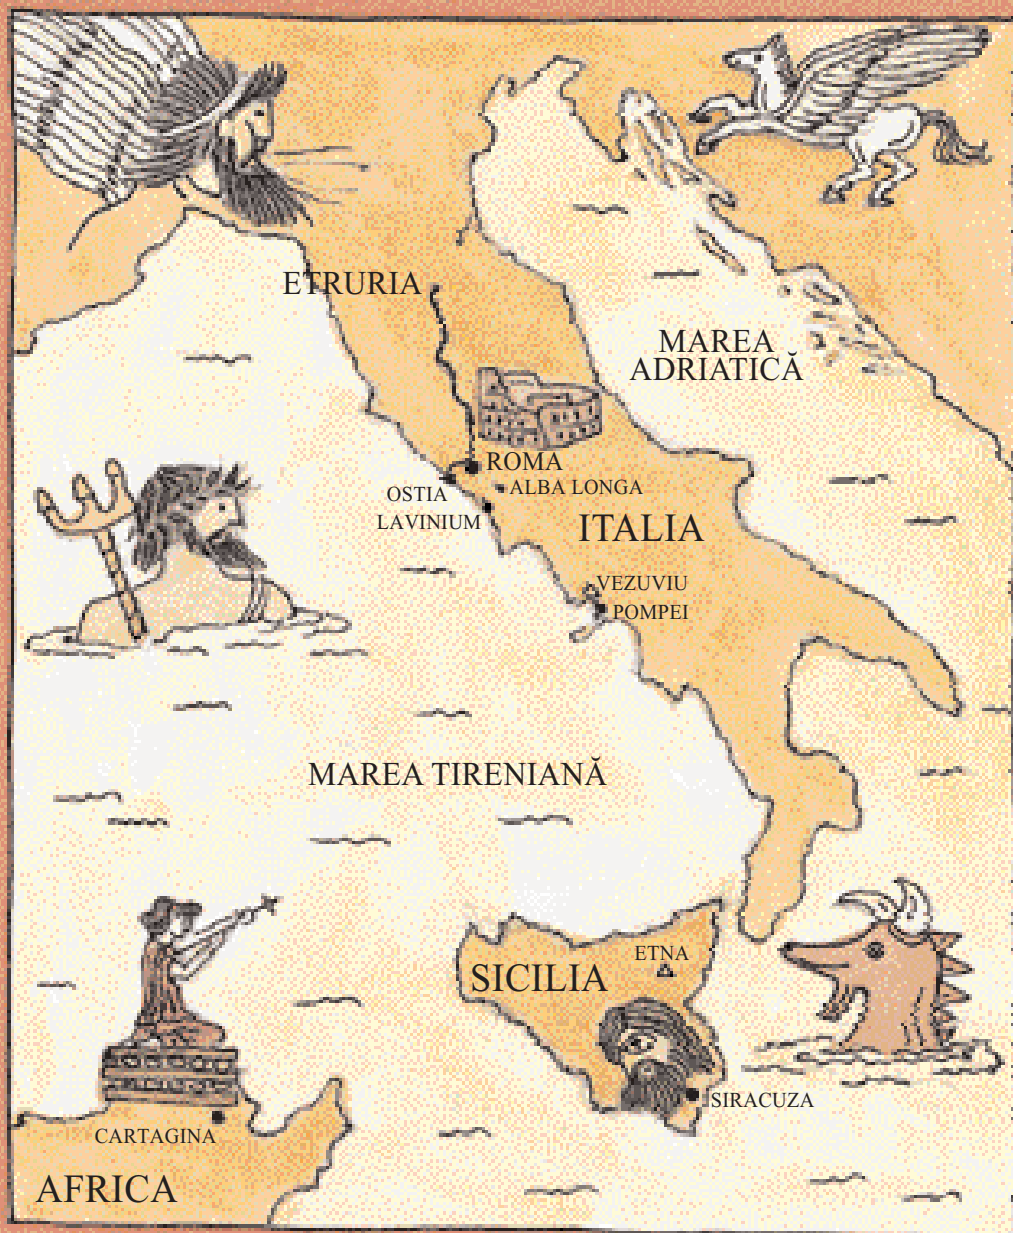 ETRURIA
MAREA
ADRIATICĂ
ROMA
ALBA LONGA
OSTIA
LAVINIUM
ITALIA
VEZUVIU
POMPEI
MAREA TIRENIANĂ
ETNA
SICILIA
SIRACUZA
CARTAGINA
AFRICA